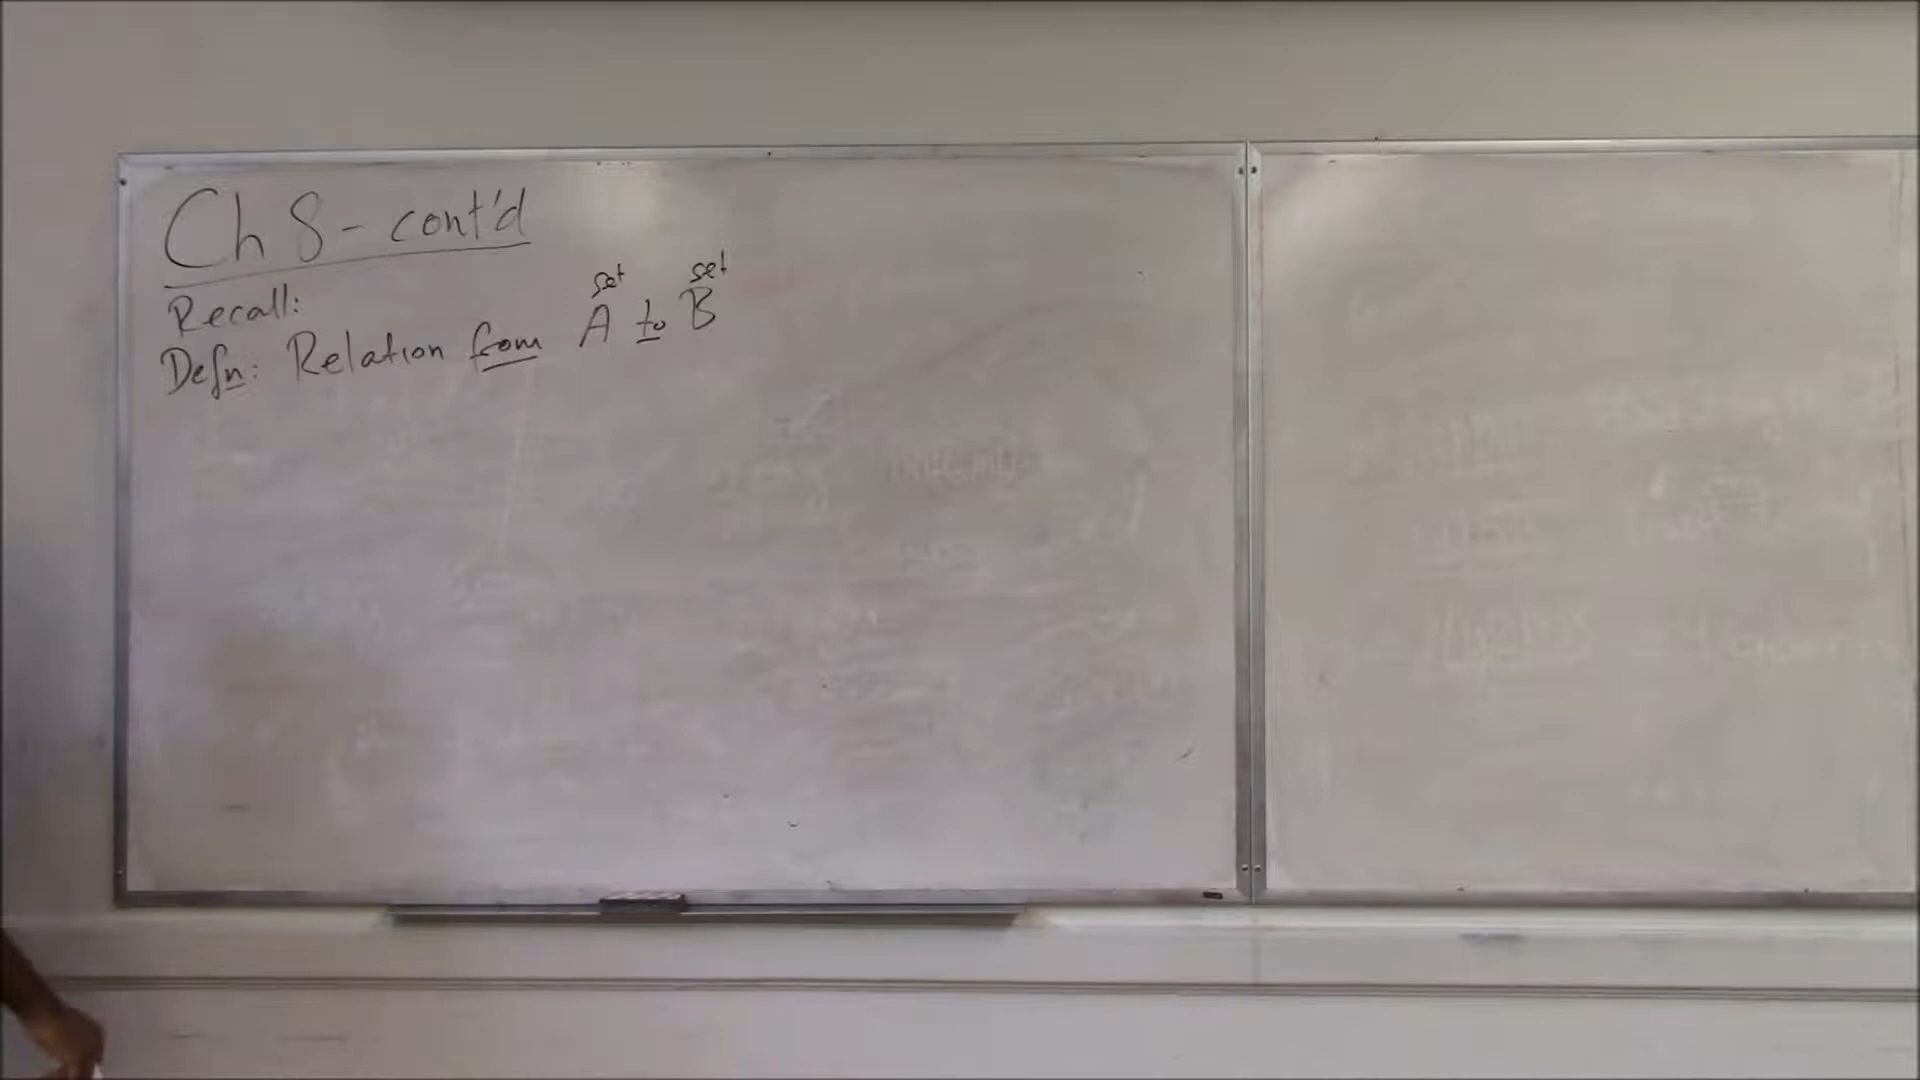 Ch 8 - cont'd
Recall:
set set
Defn: Relation from A to B